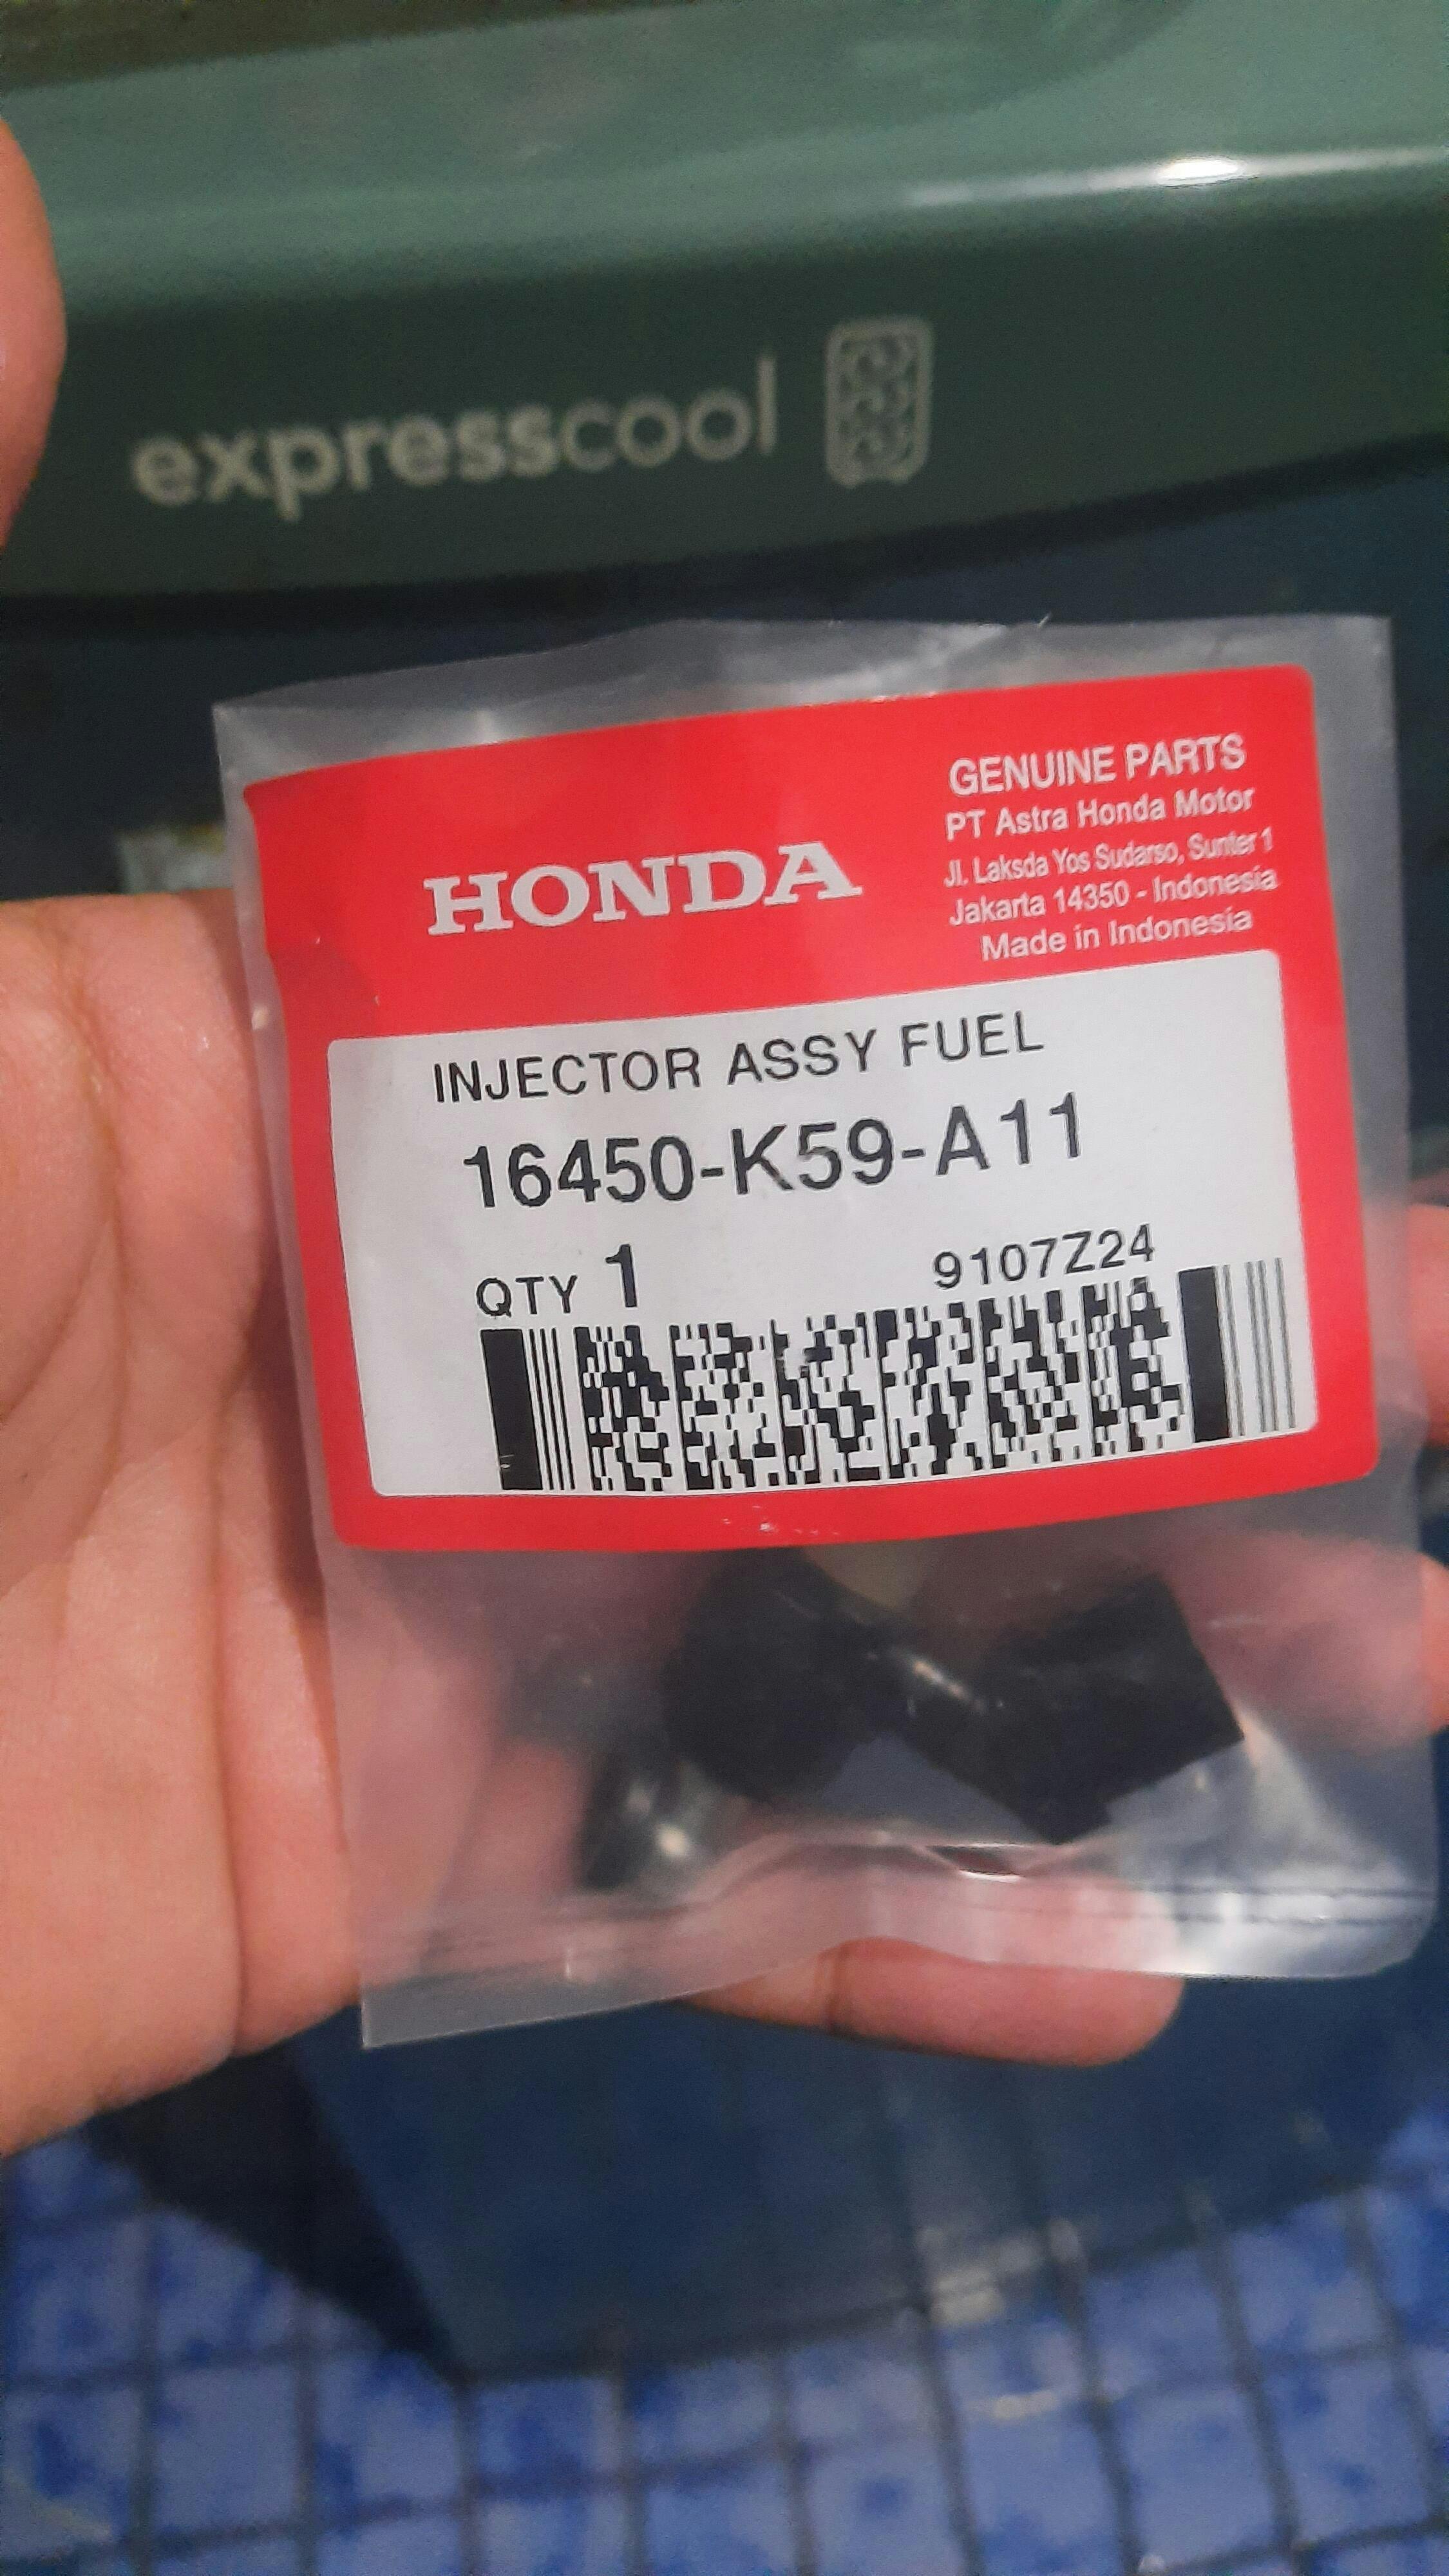 expresscool
HONDA
GENUINE PARTS
PT Astra Honda Motor
Jl. Laksda Yos Sudarso, Sunter 1
Jakarta 14350 - Indonesia
Made in Indonesia
INJECTOR ASSY FUEL
16450-K59-A11
QTY 1
9107Z24